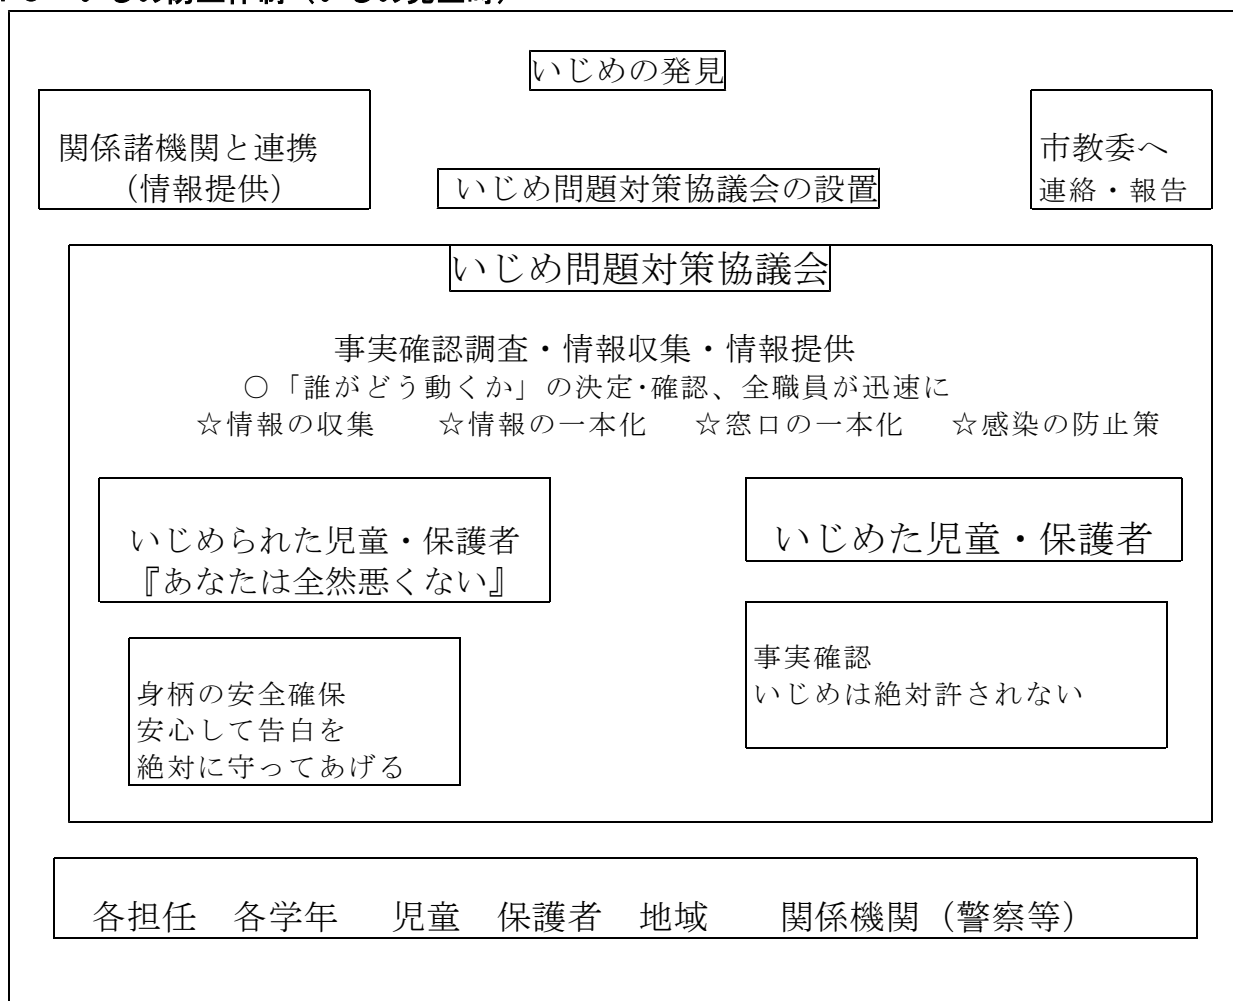 いじめの発見
関係諸機関と連携
（情報提供）
市教委へ
連絡・報告
いじめ問題対策協議会の設置
いじめ問題対策協議会
事実確認調査・情報収集・情報提供
○「誰がどう動くか」の決定･確認、全職員が迅速に
☆情報の収集　☆情報の一本化　☆窓口の一本化　☆感染の防止策
いじめられた児童・保護者
『あなたは全然悪くない』
いじめた児童・保護者
身柄の安全確保
安心して告白を
絶対に守ってあげる
事実確認
いじめは絶対許されない
各担任　各学年　児童　保護者　地域　関係機関（警察等）